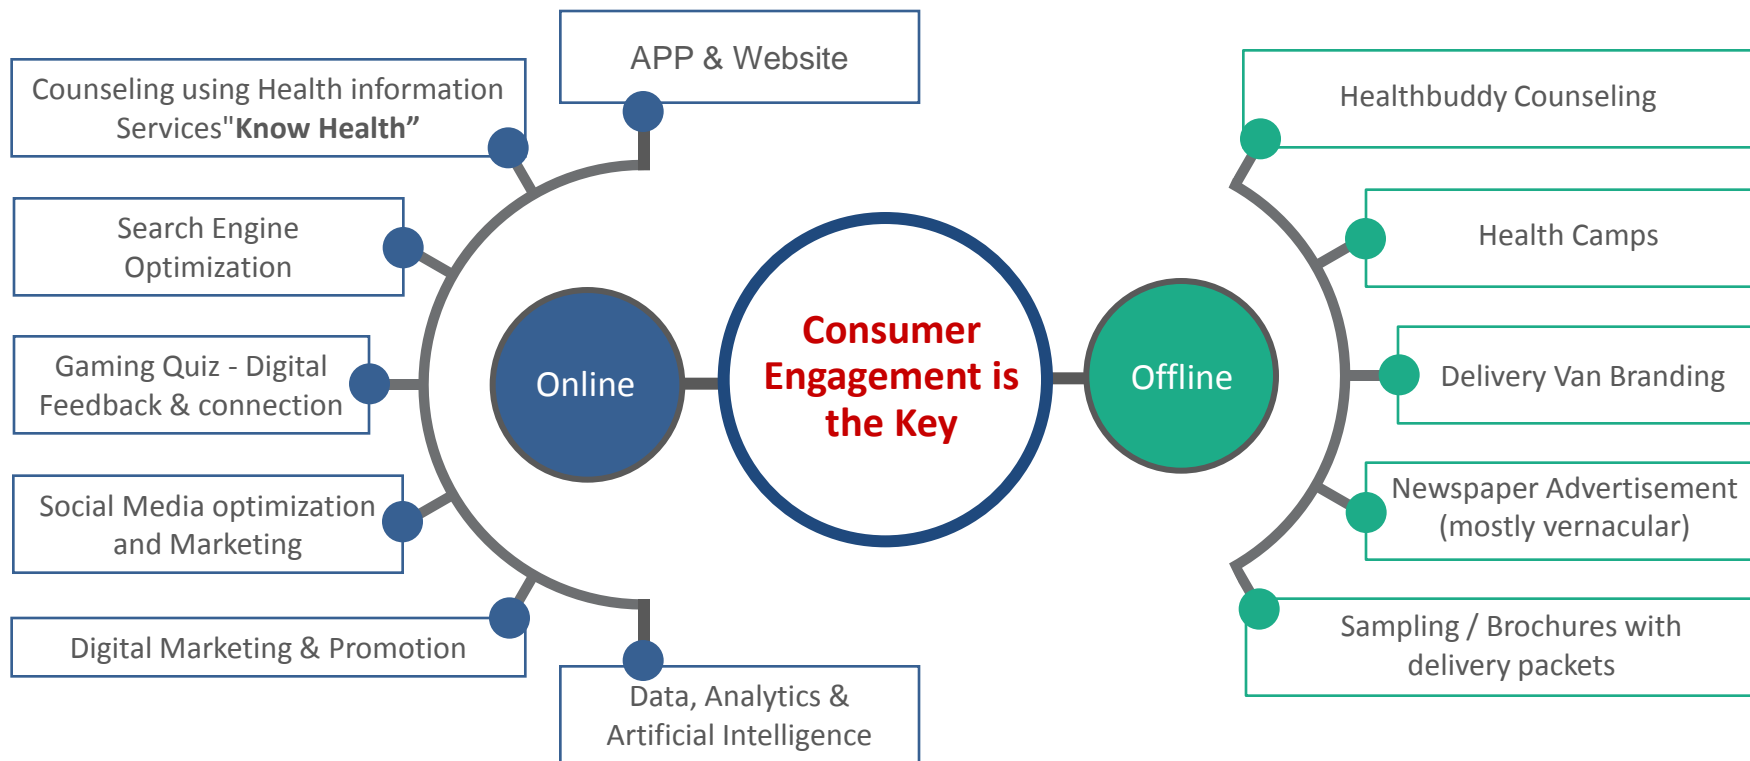 APP & Website
Counseling using Health information
Services"Know Health”
Search Engine
Optimization
Gaming Quiz - Digital
Feedback & connection
Social Media optimization
and Marketing
Digital Marketing & Promotion
Data, Analytics &
Artificial Intelligence
Online
Consumer
Engagement is
the Key
Offline
Healthbuddy Counseling
Health Camps
Delivery Van Branding
Newspaper Advertisement
(mostly vernacular)
Sampling / Brochures with
delivery packets